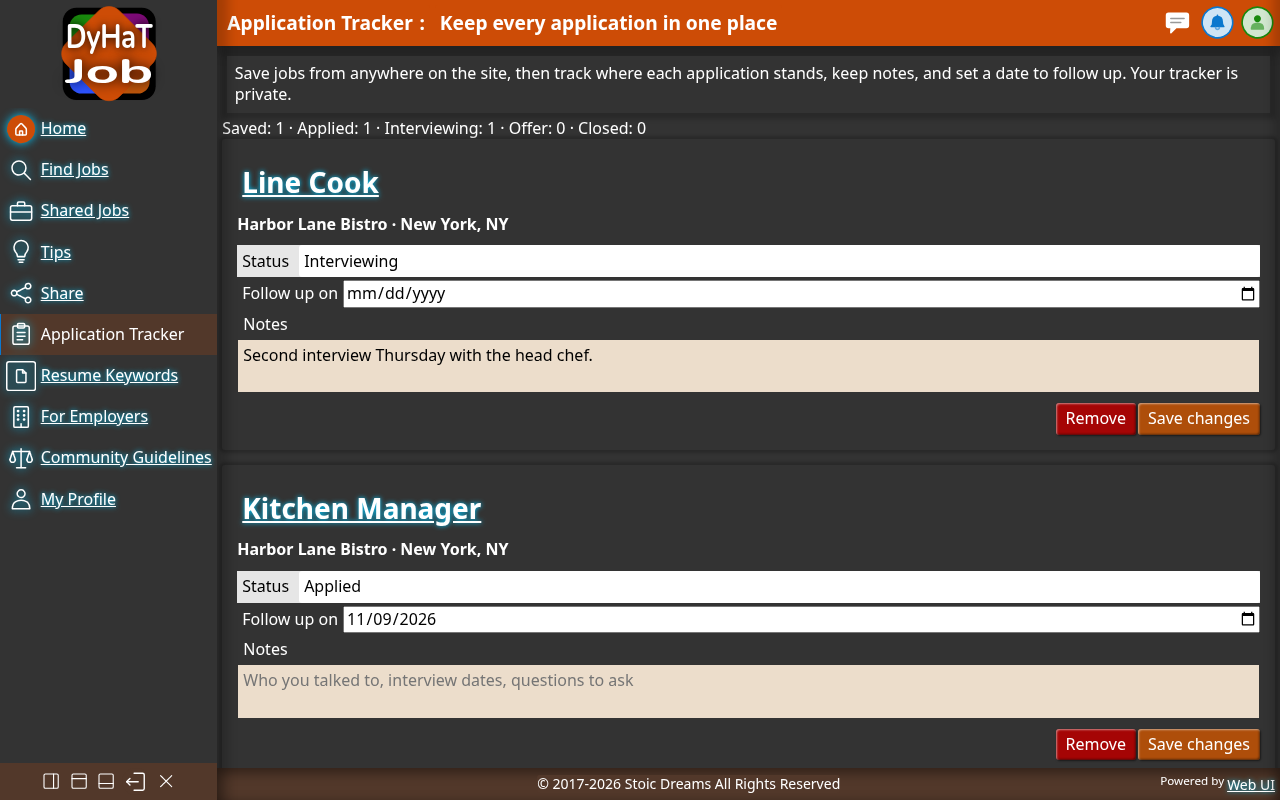 DyHaT
Job
Home
Find Jobs
Shared Jobs
Tips
Share
Application Tracker
Resume Keywords
For Employers
Community Guidelines
My Profile
Application Tracker : Keep every application in one place
Save jobs from anywhere on the site, then track where each application stands, keep notes, and set a date to follow up. Your tracker is
private.
Saved: 1 · Applied: 1 · Interviewing: 1 · Offer: 0 · Closed: 0
Line Cook
Harbor Lane Bistro · New York, NY
Status Interviewing
Follow up on mm/dd/yyyy
Notes
Second interview Thursday with the head chef.
Remove Save changes
Kitchen Manager
Harbor Lane Bistro · New York, NY
Status Applied
Follow up on 11/09/2026
Notes
Who you talked to, interview dates, questions to ask
Remove Save changes
© 2017-2026 Stoic Dreams All Rights Reserved
Powered by Web UI